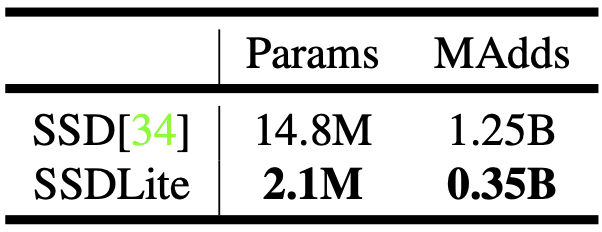 Params MAdds
SSD[34] 14.8M 1.25B
SSDLite 2.1M 0.35B